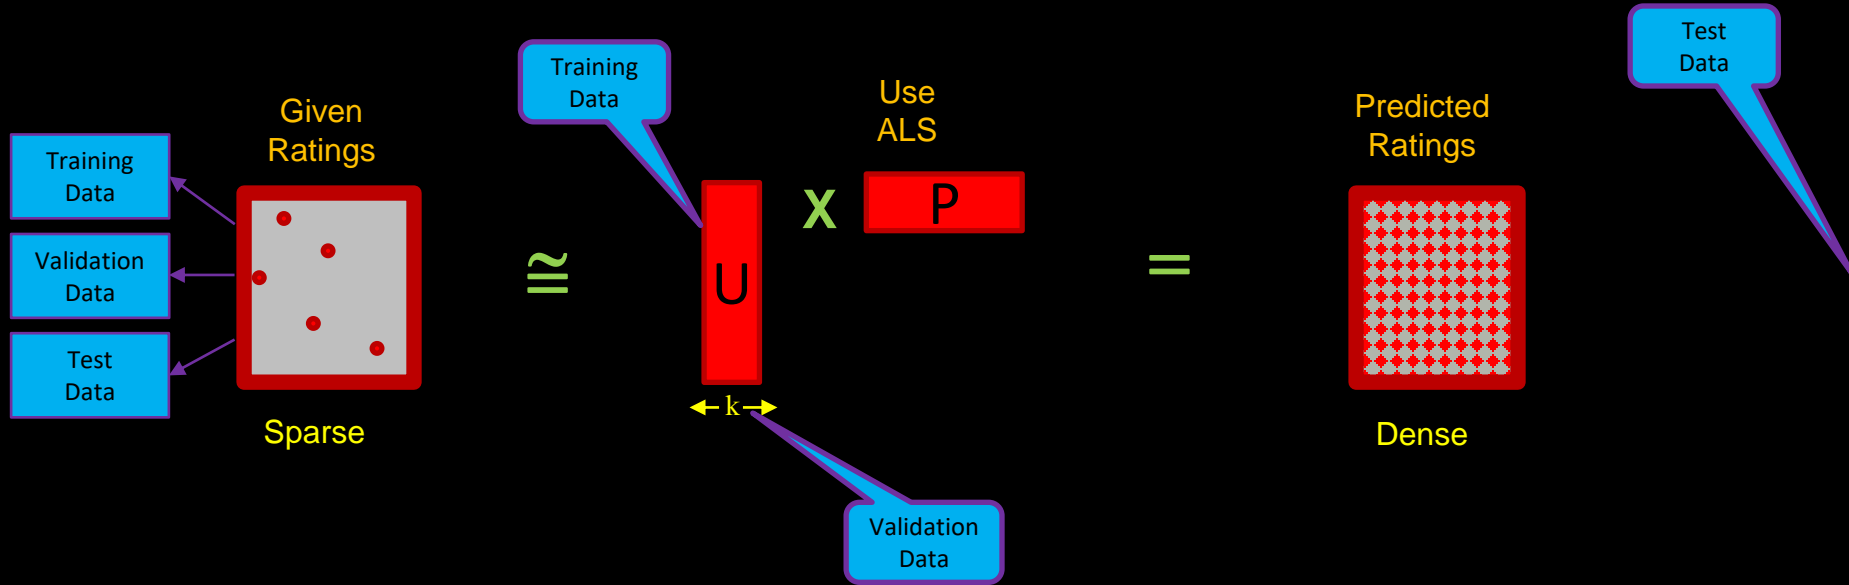 Training
Data
Validation
Data
Test
Data
Given
Ratings
Sparse
≅
Training
Data
U
k
Validation
Data
X
Use
ALS
P
=
Predicted
Ratings
Dense
Test
Data